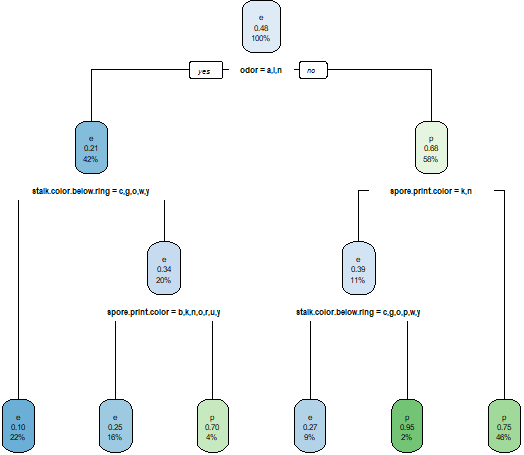 e
0.48
100%
yes
odor = a,l,n
no
e
0.21
42%
p
0.68
58%
stalk.color.below.ring = c,g,o,w,y
spore.print.color = k,n
e
0.34
20%
e
0.39
11%
spore.print.color = b,k,n,o,r,u,y
stalk.color.below.ring = c,g,o,p,w,y
e
0.10
22%
e
0.25
16%
p
0.70
4%
e
0.27
9%
p
0.95
2%
p
0.75
46%